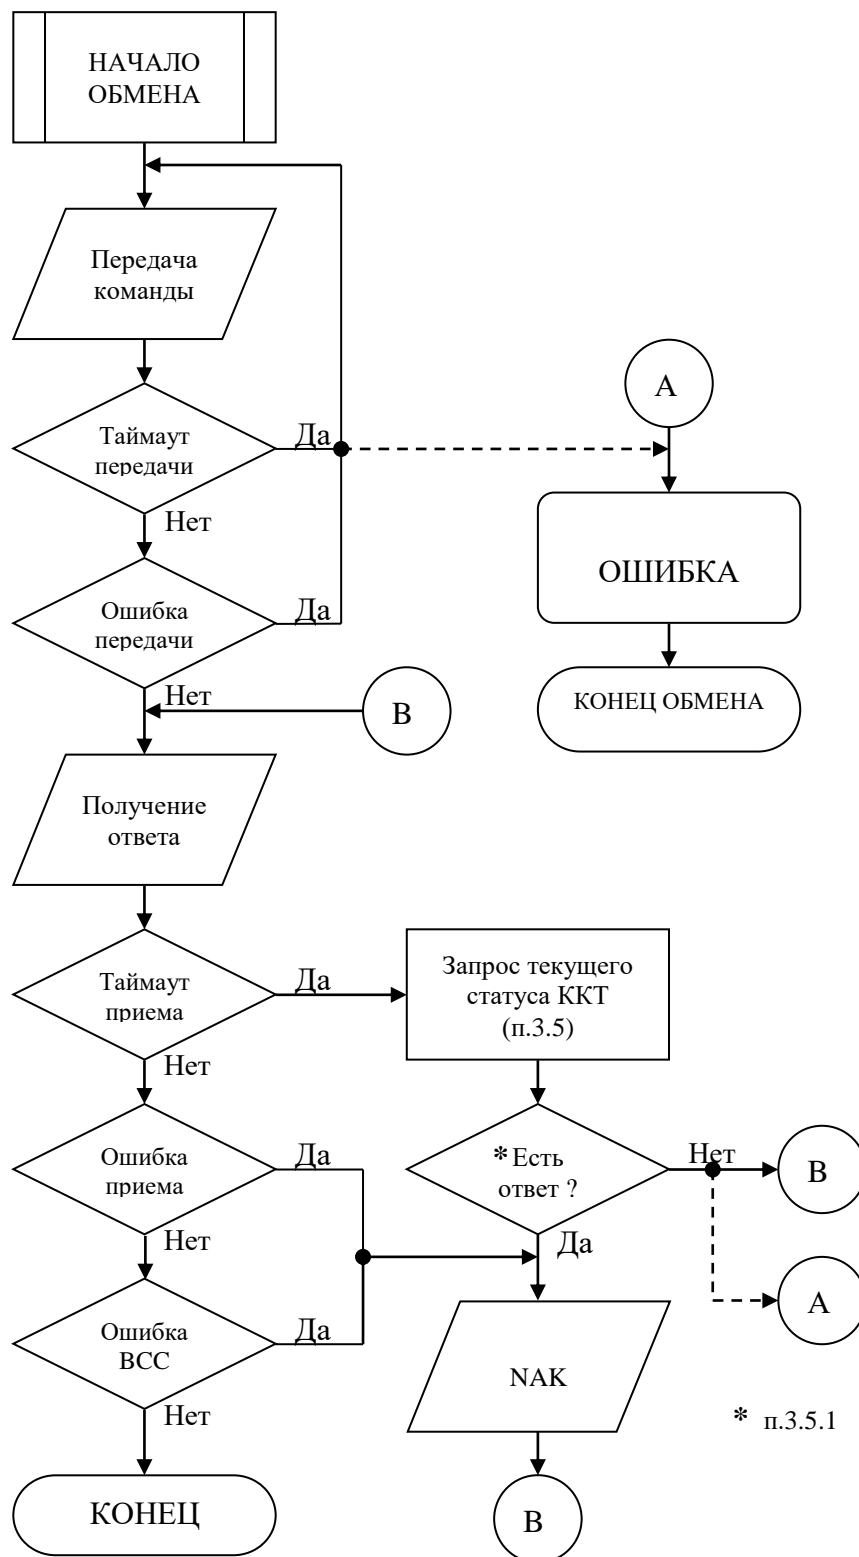 НАЧАЛО
ОБМЕНА
Передача
команды
Таймаут
передачи
Да
Нет
Ошибка
передачи
Да
Нет
B
A
ОШИБКА
КОНЕЦ ОБМЕНА
Получение
ответа
Таймаут
приема
Да
Нет
Запрос текущего
статуса ККТ
(п.3.5)
Ошибка
приема
Да
Нет
*Есть
ответ ?
Нет
Да
B
A
Ошибка
BCC
Да
Нет
NAK
* п.3.5.1
КОНЕЦ
B